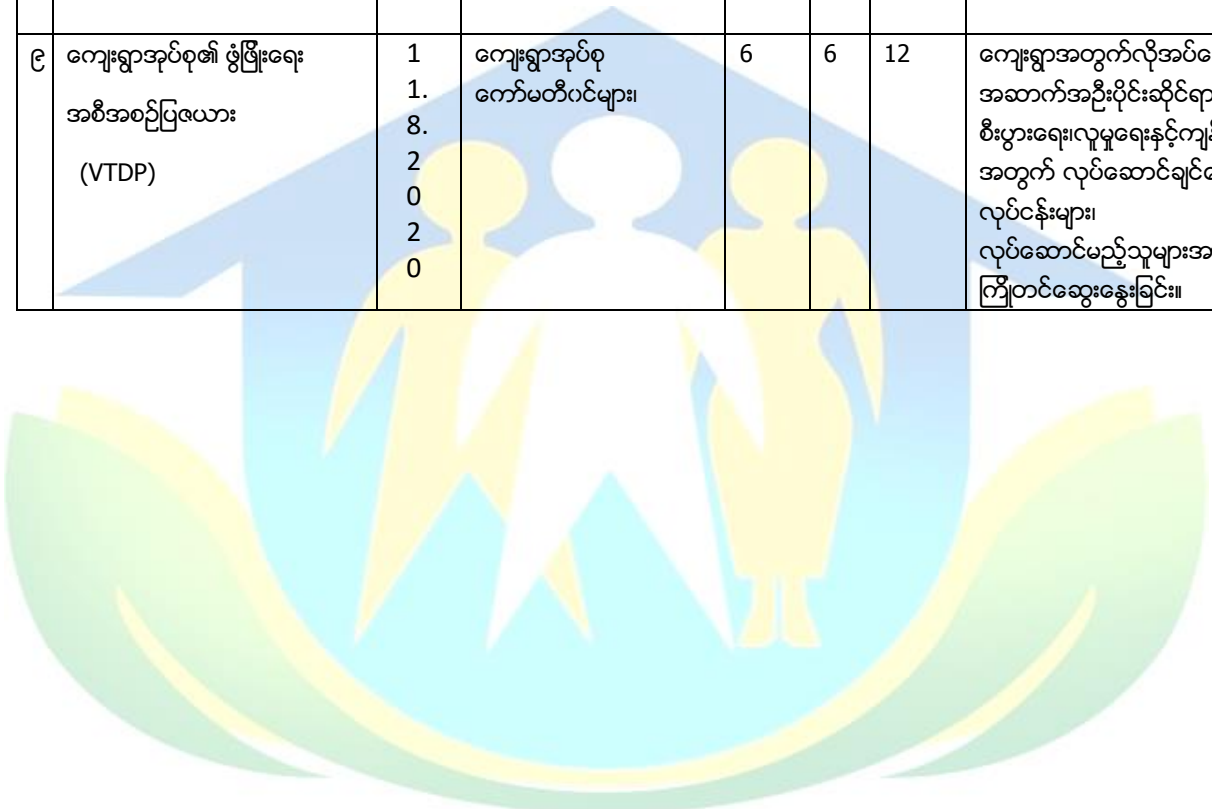 ၉
ကျေးရွာအုပ်စု၏ ဖွံ့ဖြိုးရေး
အစီအစဉ်ပြဇယား
(VTDP)
1
1.
8.
2
0
2
0
ကျေးရွာအုပ်စု
ကော်မတီဝင်များ၊
6
6
12
ကျေးရွာအတွက်လိုအပ်
အဆာက်အဦးပိုင်းဆိုင်ရာ
စီးပွားရေး၊လူမှုရေးနှင့်
အတွက် လုပ်ဆောင်ချင်
လုပ်ငန်းများ၊
လုပ်ဆောင်မည့်သူများ
ကြိုတင်ဆွေးနွေးခြင်း။